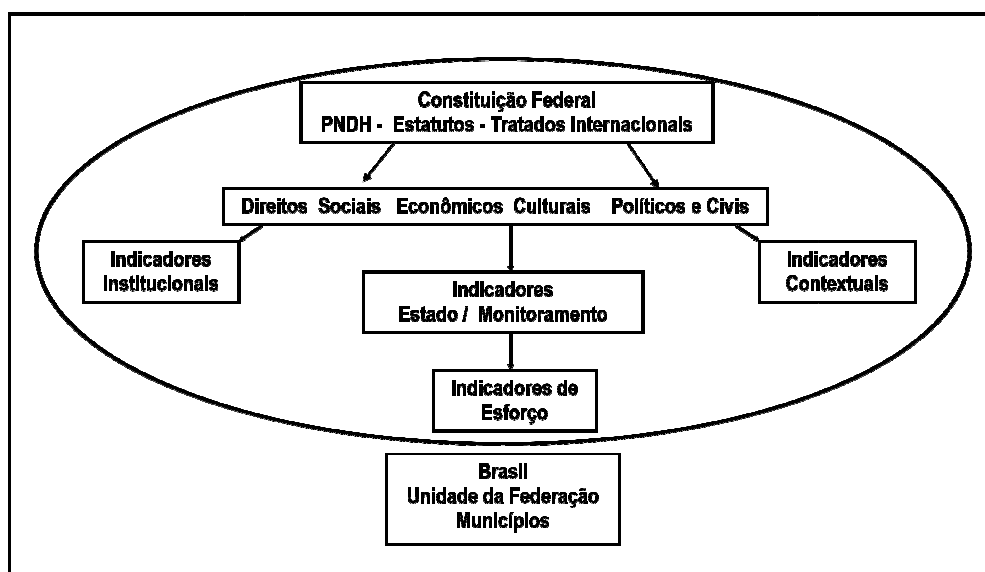 Constituição Federal
PNDH - Estatutos - Tratados Internacionais
Direitos Sociais Econômicos Culturais Políticos e Civis
Indicadores
Institucionais
Indicadores
Estado / Monitoramento
Indicadores
Contextuais
Indicadores de
Esforço
Brasil
Unidade da Federação
Municípios